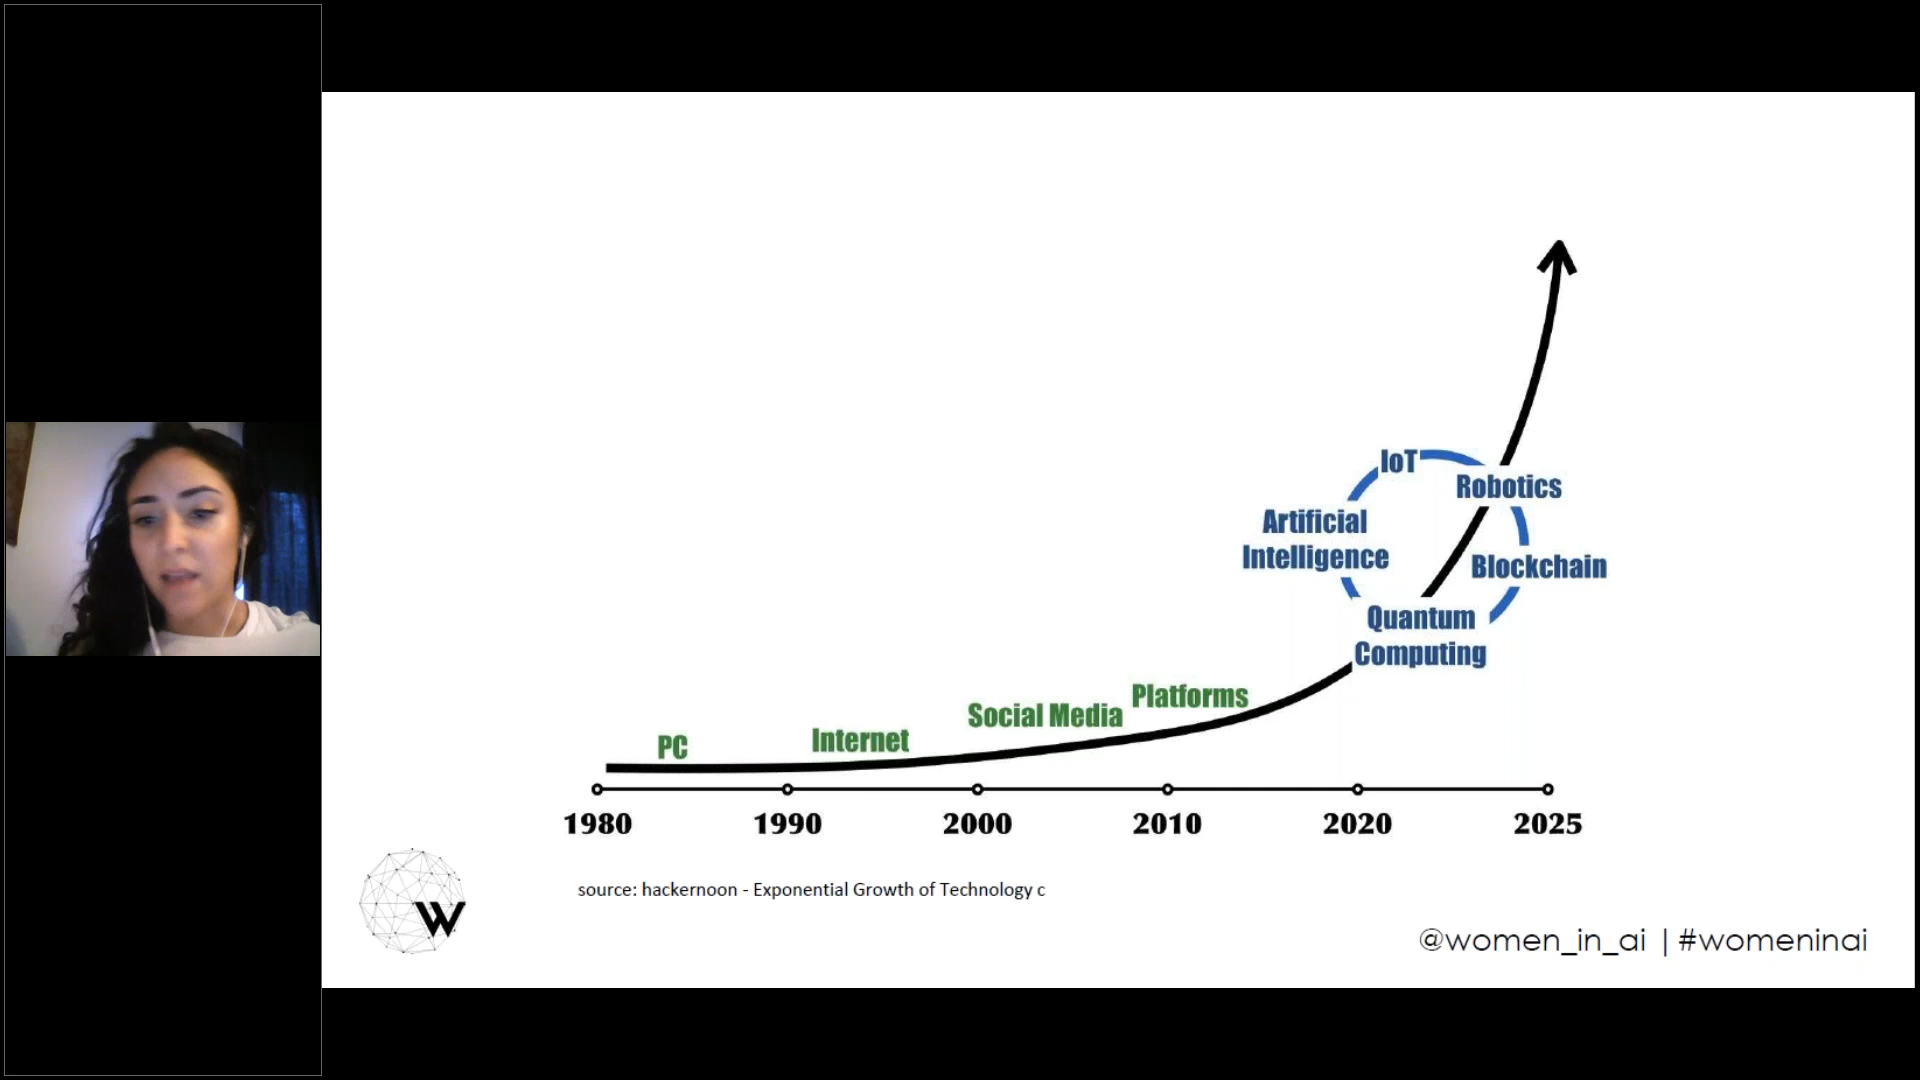 IoT
Robotics
Artificial
Intelligence
Blockchain
Quantum
Computing
Platforms
Social Media
Internet
PC
1980 1990 2000 2010 2020 2025
source: hackernoon - Exponential Growth of Technology c
W
@women_in_ai | #womeninai